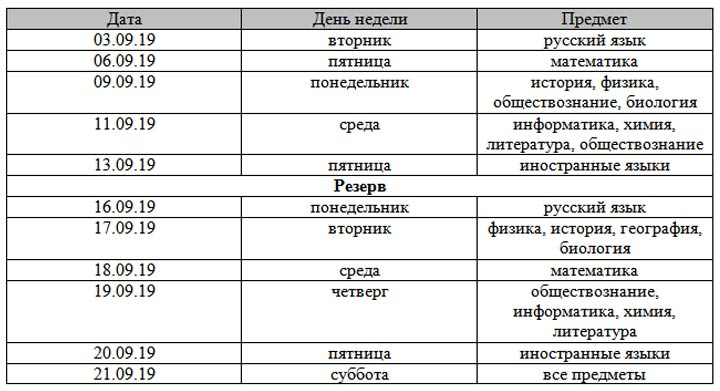 Дата День недели Предмет
03.09.19 вторник русский язык
06.09.19 пятница математика
09.09.19 понедельник история, физика,
обществознание, биология
11.09.19 среда информатика, химия,
литература, обществознание
13.09.19 пятница иностранные языки
Резерв
16.09.19 понедельник русский язык
17.09.19 вторник физика, история, география,
биология
18.09.19 среда математика
19.09.19 четверг обществознание,
информатика, химия,
литература
20.09.19 пятница иностранные языки
21.09.19 суббота все предметы